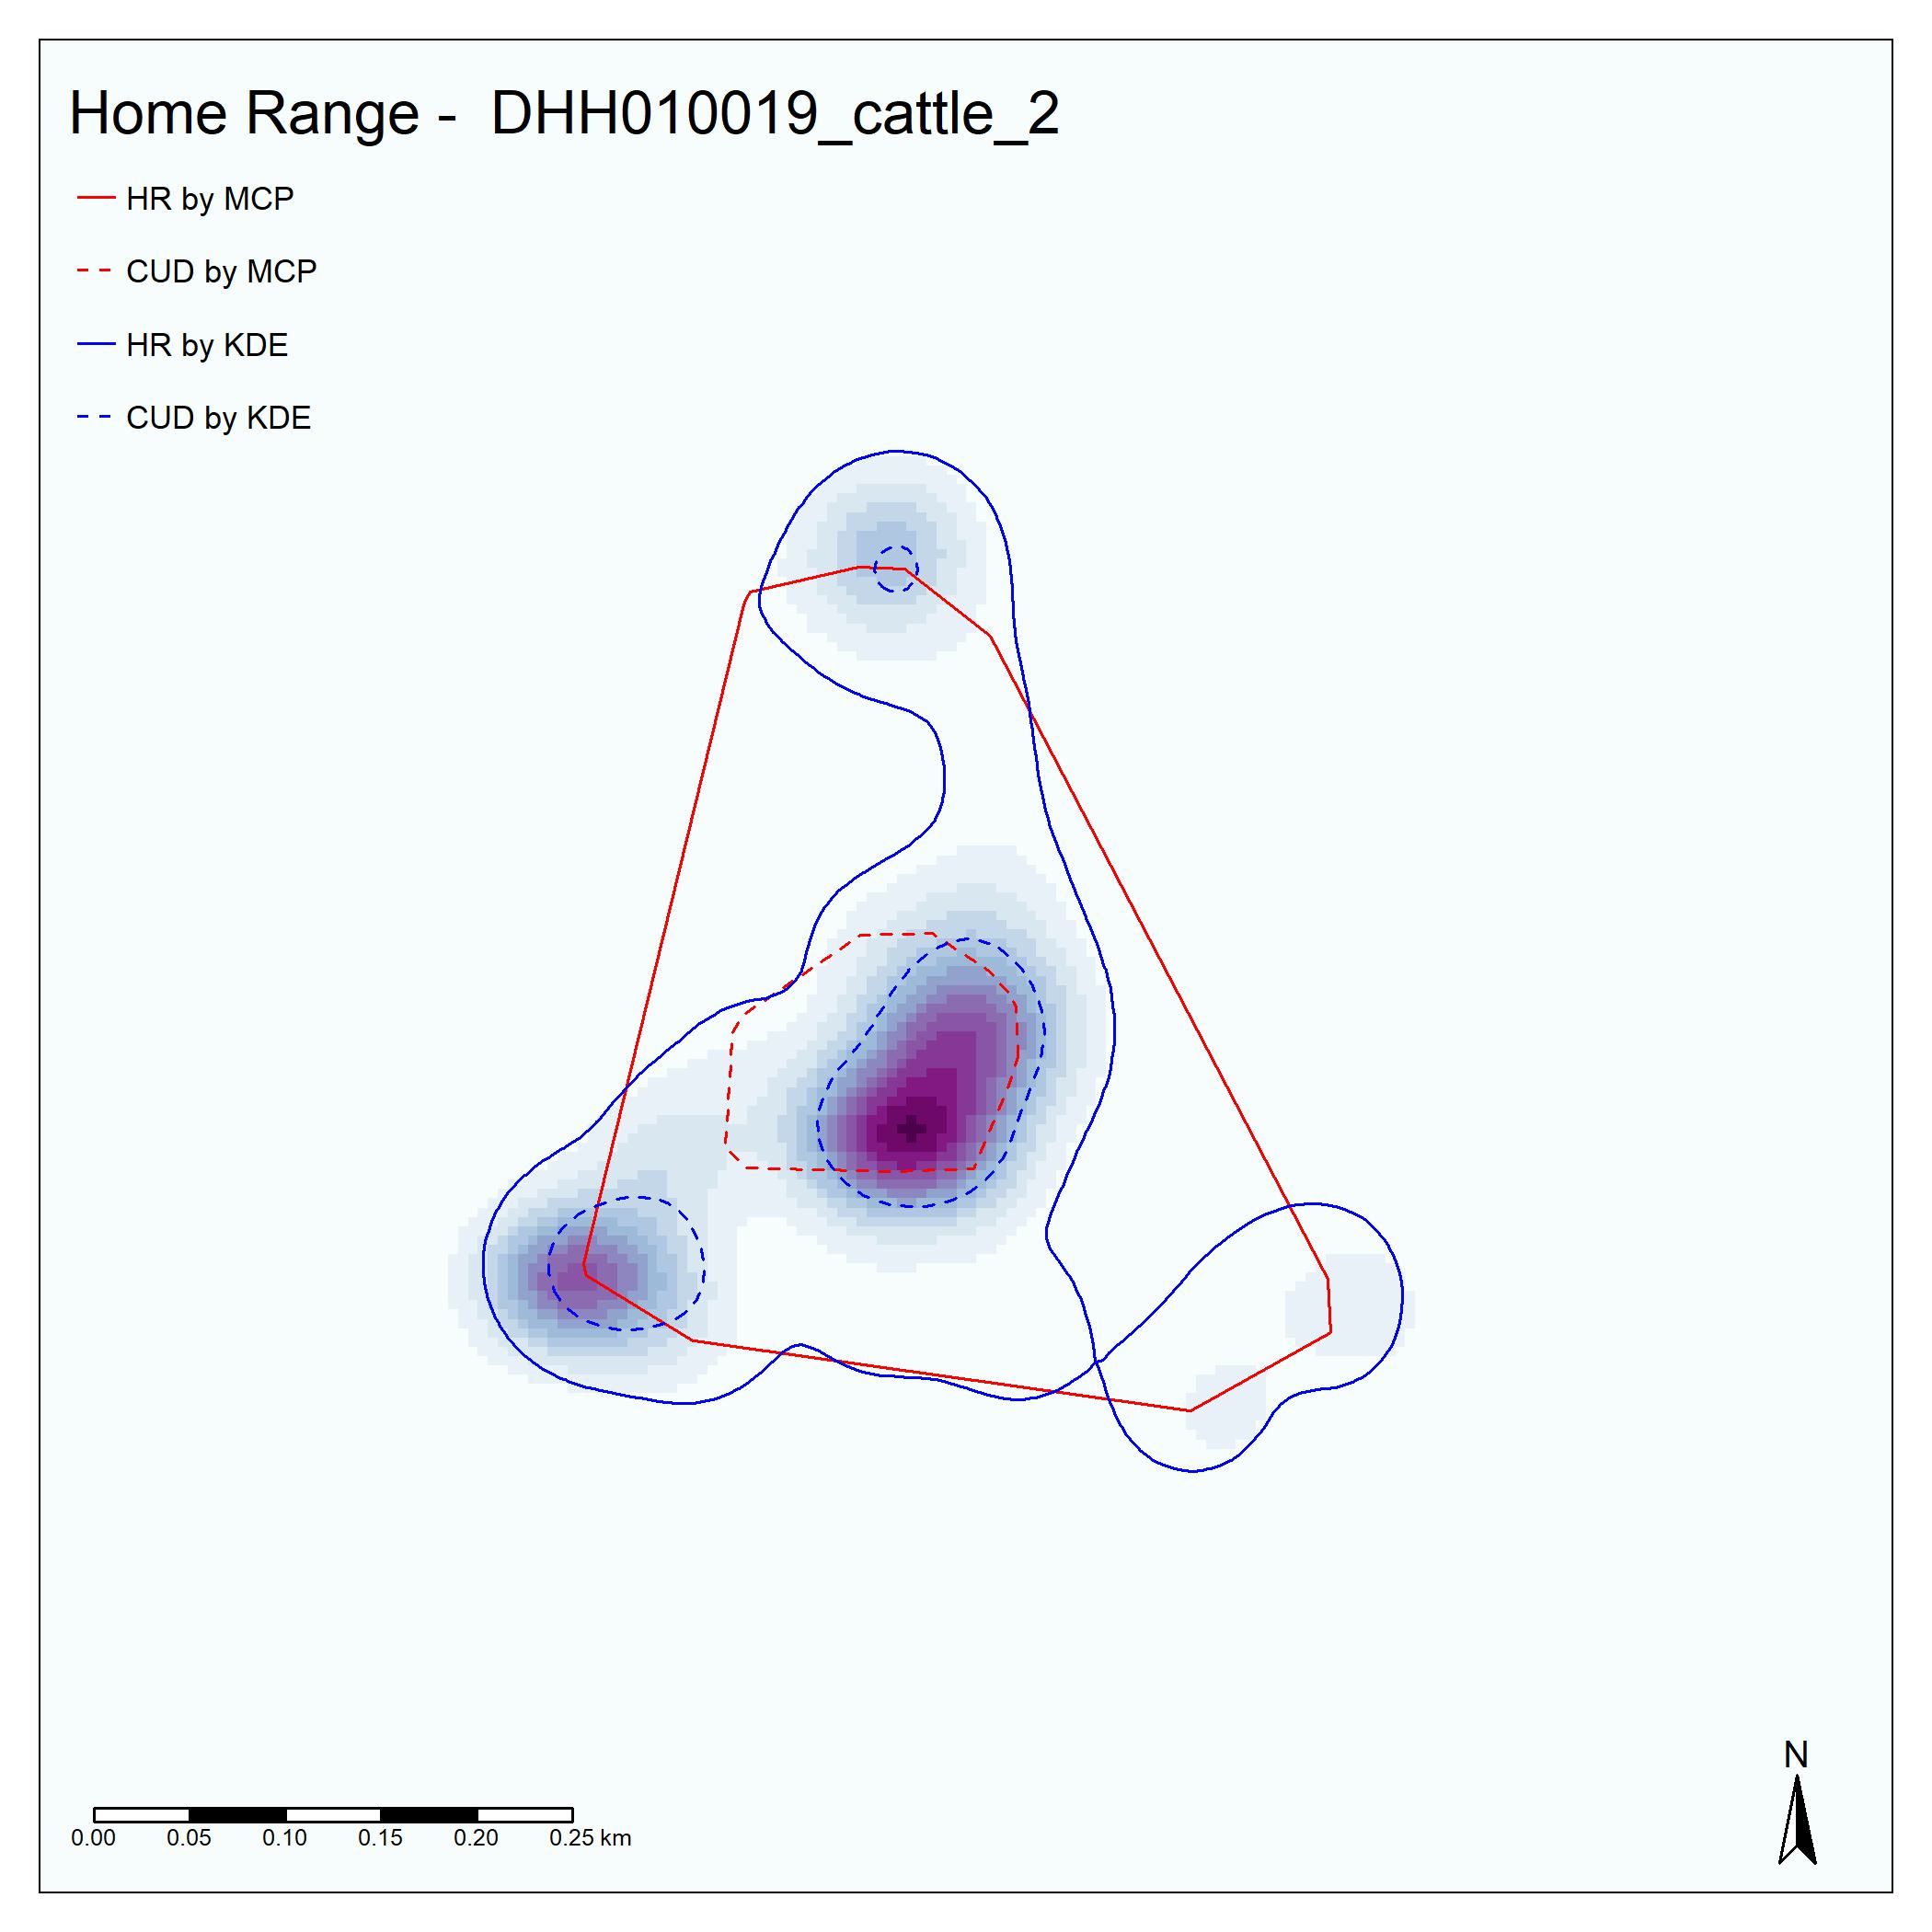 Home Range -  DHH010019_cattle_2
HR by MCP
CUD by MCP
HR by KDE
CUD by KDE
N
0.00 0.05 0.10 0.15 0.20 0.25 km